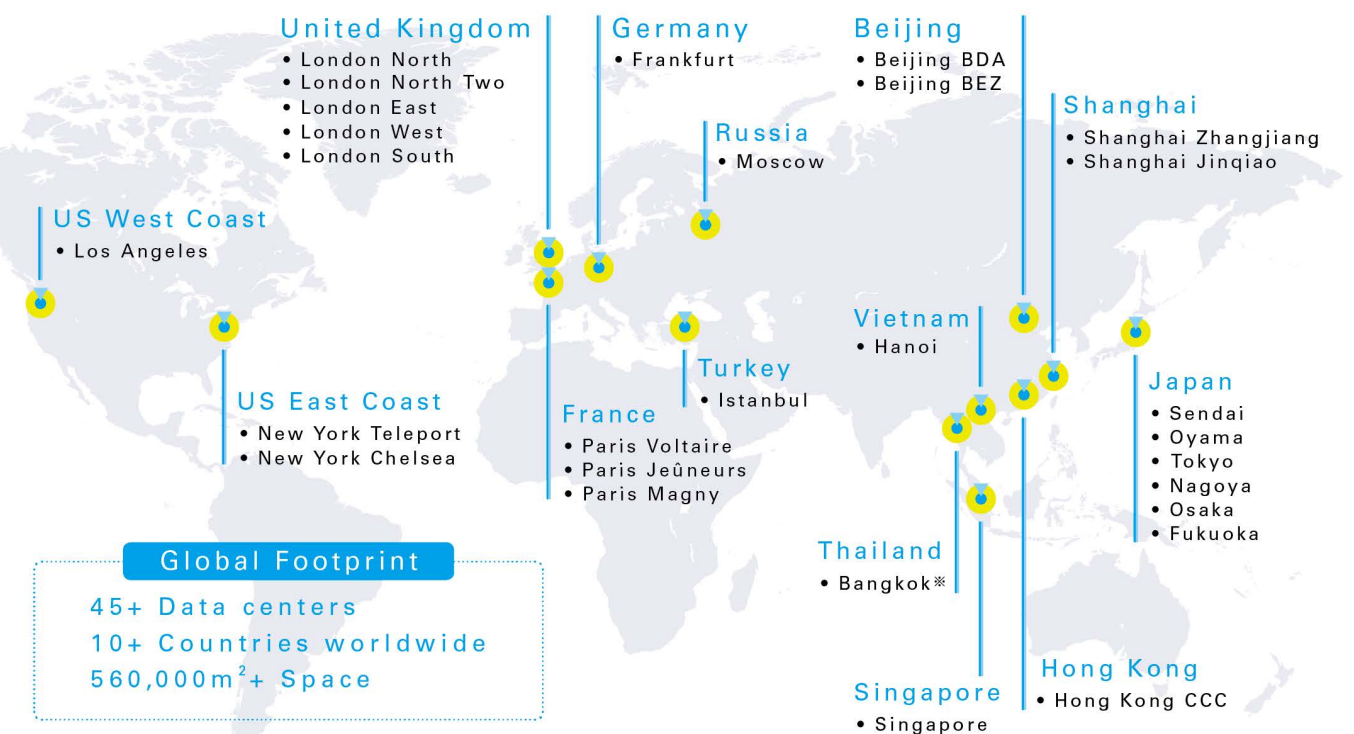 United Kingdom
• London North
• London North Two
• London East
• London West
• London South
Germany
• Frankfurt
Beijing
• Beijing BDA
• Beijing BEZ
Shanghai
• Shanghai Zhangjiang
• Shanghai Jinqiao
Russia
• Moscow
US West Coast
• Los Angeles
Vietnam
• Hanoi
Turkey
• Istanbul
Japan
• Sendai
• Oyama
• Tokyo
• Nagoya
• Osaka
• Fukuoka
US East Coast
• New York Teleport
• New York Chelsea
France
• Paris Voltaire
• Paris Jeûneurs
• Paris Magny
Thailand
• Bangkok※
Global Footprint
45+ Data centers
10+ Countries worldwide
560,000m²+ Space
Hong Kong
• Hong Kong CCC
Singapore
• Singapore